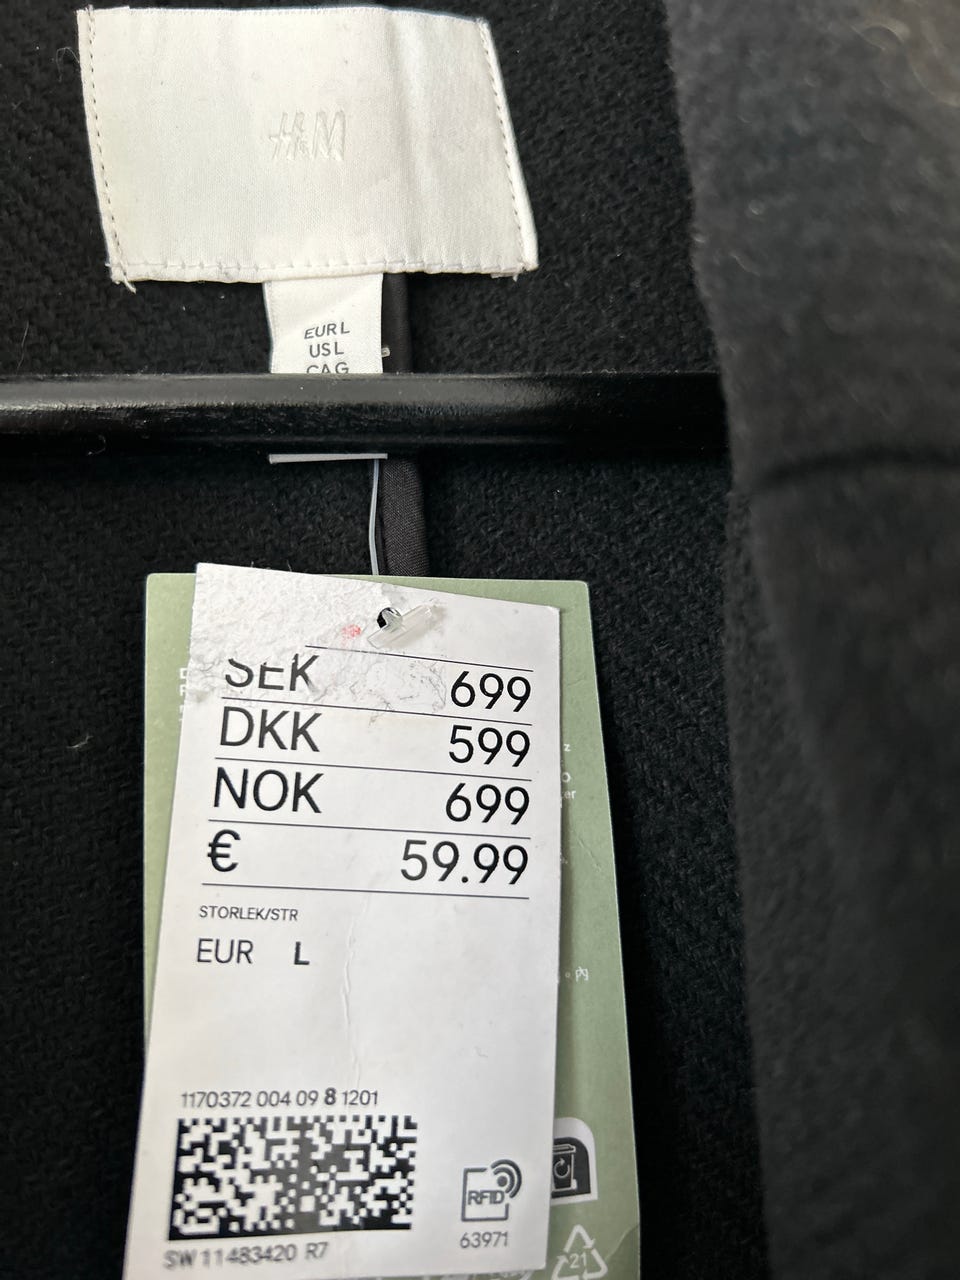 H&M
EUR L
US L
CA G
SEK 699
DKK 599
NOK 699
€ 59.99
STORLEK/STR
EUR L
1170372 004 09 8 1201
RFID
63971
SW 11483420 R7
21